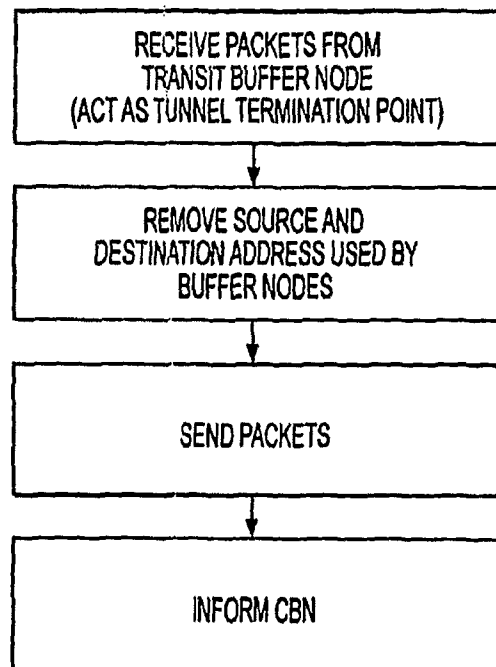 RECEIVE PACKETS FROM
TRANSIT BUFFER NODE
(ACT AS TUNNEL TERMINATION POINT)
REMOVE SOURCE AND
DESTINATION ADDRESS USED BY
BUFFER NODES
SEND PACKETS
INFORM CBN